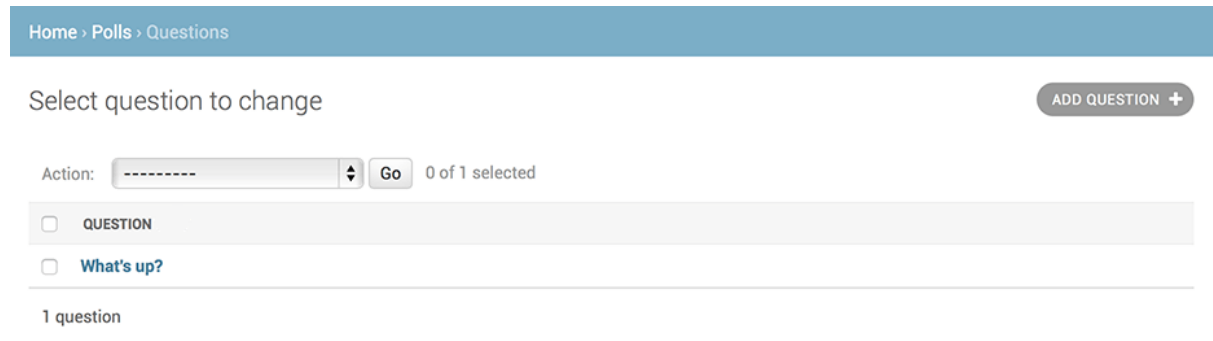 Home › Polls › Questions
Select question to change
ADD QUESTION +
Action: --------- Go 0 of 1 selected
QUESTION
What's up?
1 question